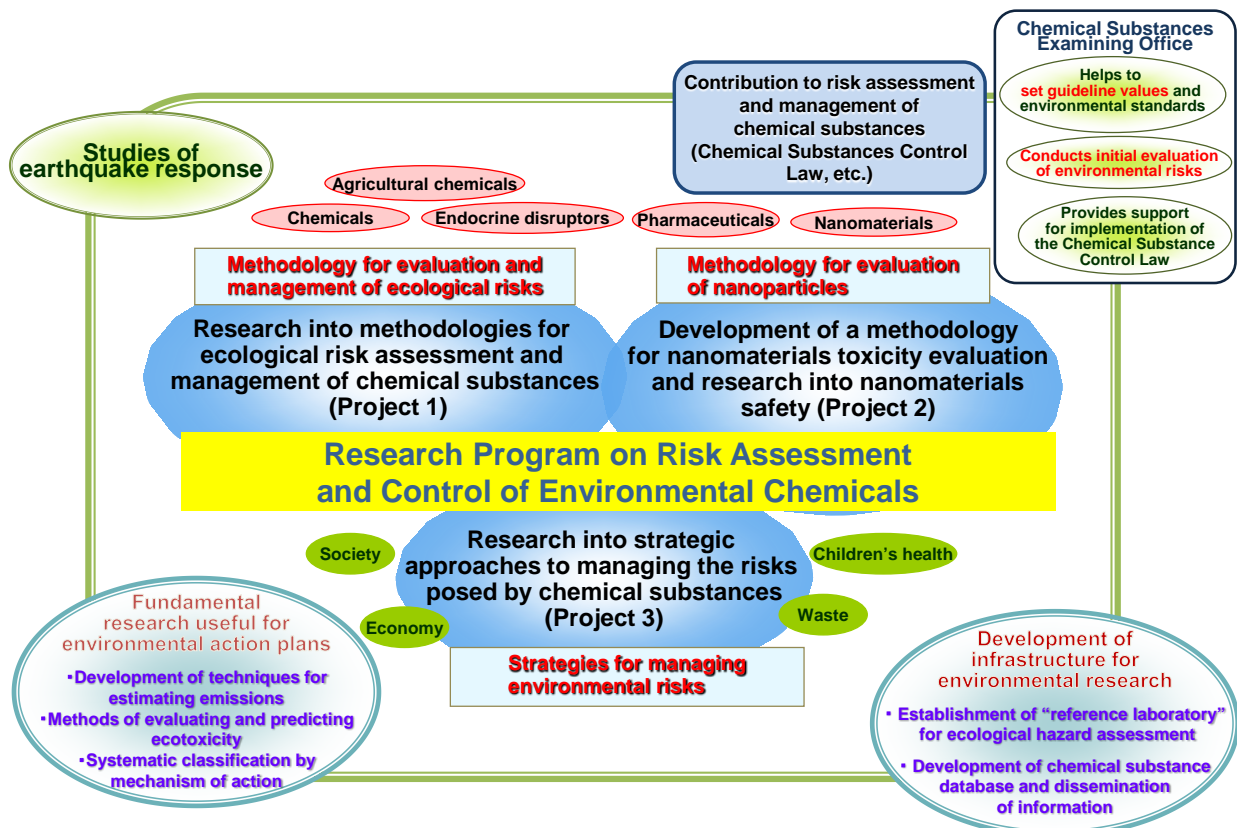 Chemical Substances
Examining Office
Helps to
set guideline values and
environmental standards
Conducts initial evaluation
of environmental risks
Provides support
for implementation of
the Chemical Substance
Control Law
Contribution to risk assessment
and management of
chemical substances
(Chemical Substances Control
Law, etc.)
Studies of
earthquake response
Agricultural chemicals
Chemicals
Endocrine disruptors
Pharmaceuticals
Nanomaterials
Methodology for evaluation and
management of ecological risks
Methodology for evaluation
of nanoparticles
Research into methodologies for
ecological risk assessment and
management of chemical substances
(Project 1)
Development of a methodology
for nanomaterials toxicity evaluation
and research into nanomaterials
safety (Project 2)
Research Program on Risk Assessment
and Control of Environmental Chemicals
Research into strategic
approaches to managing the risks
posed by chemical substances
(Project 3)
Society
Economy
Children's health
Waste
Strategies for managing
environmental risks
Fundamental
research useful for
environmental action plans
・Development of techniques for
estimating emissions
・Methods of evaluating and predicting
ecotoxicity
・Systematic classification by
mechanism of action
Development of
infrastructure for
environmental research
・ Establishment of “reference laboratory”
for ecological hazard assessment
・ Development of chemical substance
database and dissemination
of information